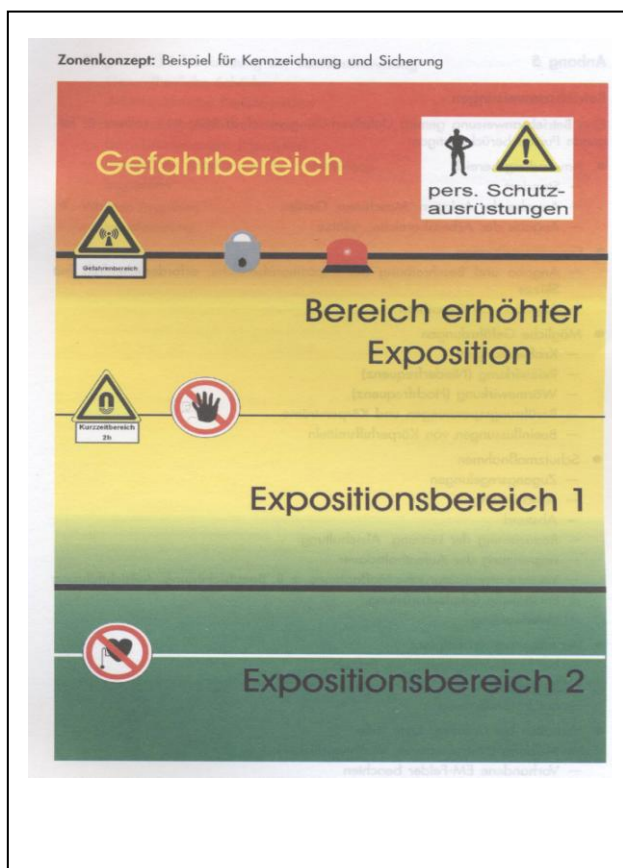 Zonenkonzept: Beispiel für Kennzeichnung und Sicherung
Gefahrbereich
pers. Schutz-
ausrüstungen
Gefahrenbereich
Bereich erhöhter
Exposition
Kurzzeitbereich
2h
Expositionsbereich 1
Expositionsbereich 2